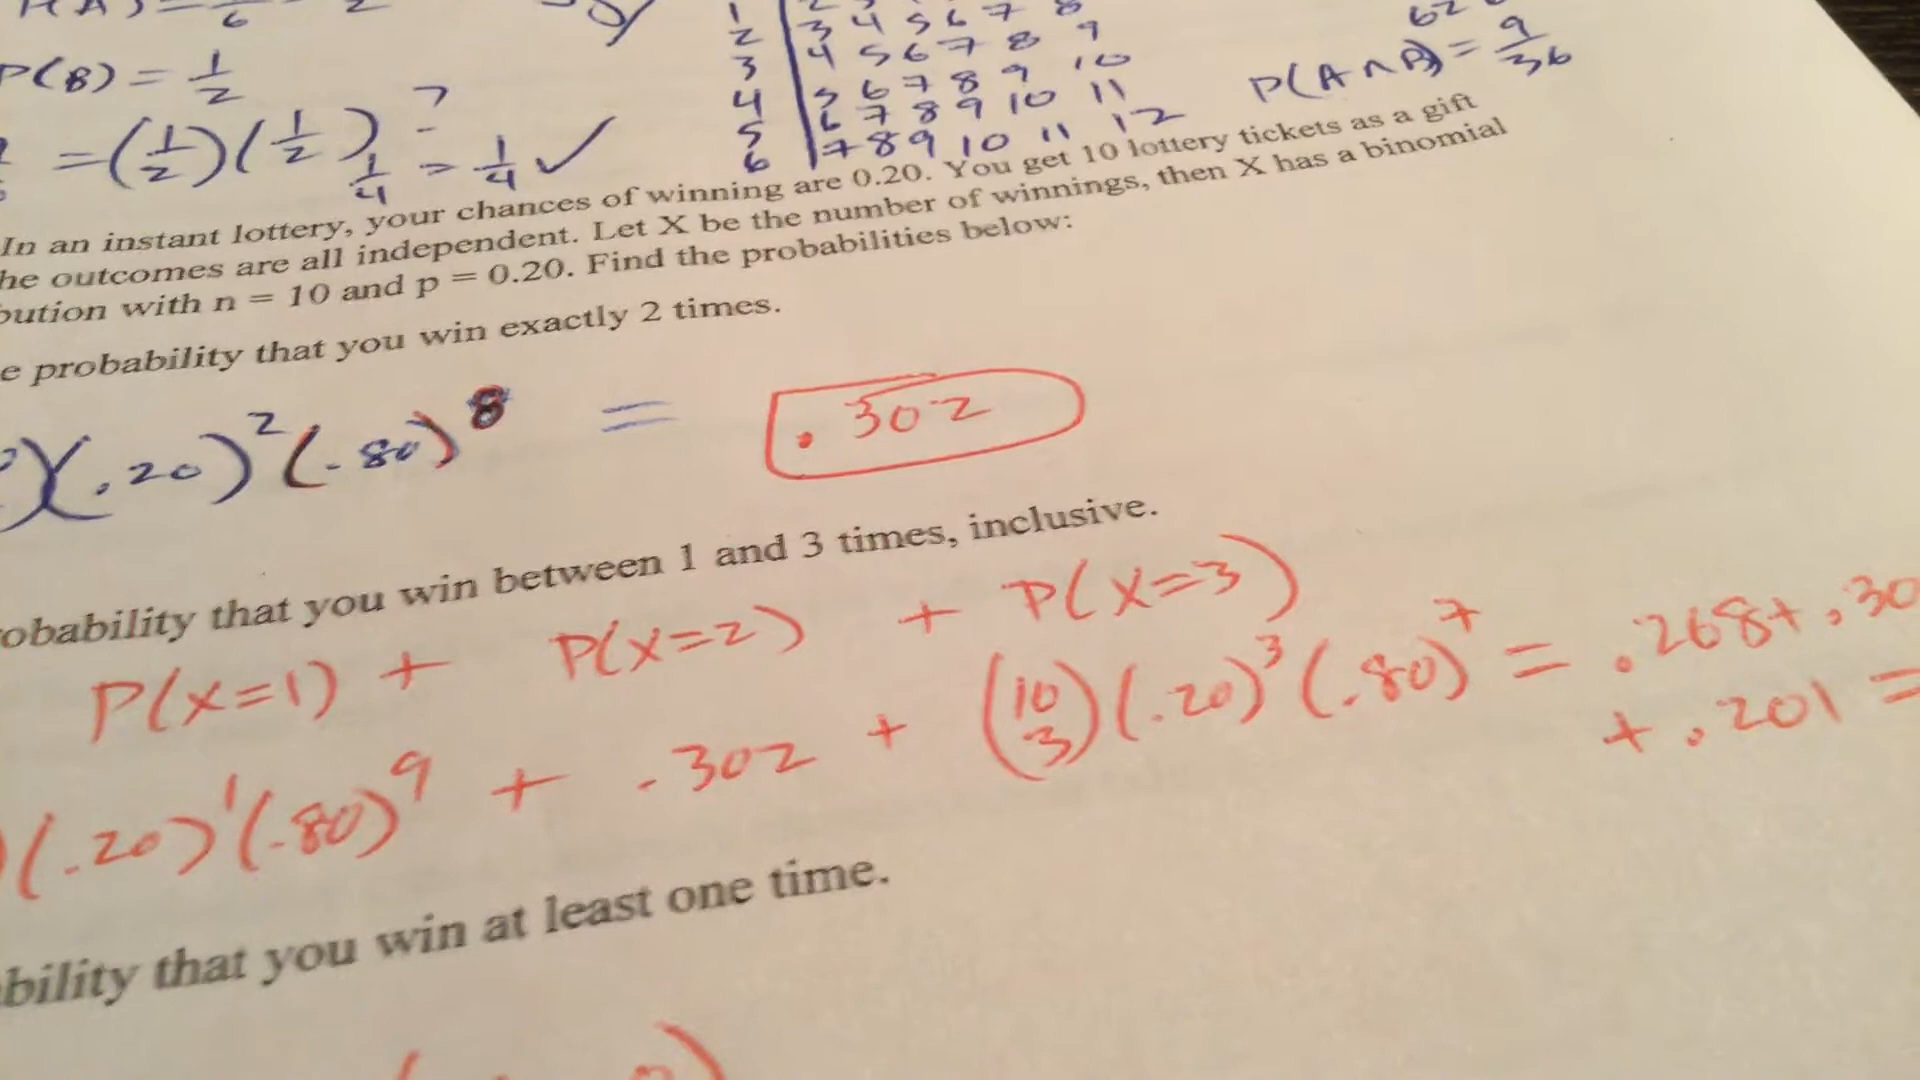 P(A) = 6 2
P(B) = 1/2
= (1/2)(1/2) ?
1/4 = 1/4 ✓
1
2 3 4 5 6 7 8
3 4 5 6 7 8 9
4 5 6 7 8 9 10
5 6 7 8 9 10 11
6 7 8 9 10 11 12
P(A ∩ B) = 9/36
In an instant lottery, your chances of winning are 0.20. You get 10 lottery tickets as a gift
he outcomes are all independent. Let X be the number of winnings, then X has a binomial
bution with n = 10 and p = 0.20. Find the probabilities below:
e probability that you win exactly 2 times.
)(.20)^2 (.80)^8 = .302
obability that you win between 1 and 3 times, inclusive.
P(X=1) + P(X=2) + P(X=3)
)(.20)^1 (.80)^9 + .302 + (10 3)(.20)^3 (.80)^7 = .268 + .30
+ .201 =
bility that you win at least one time.